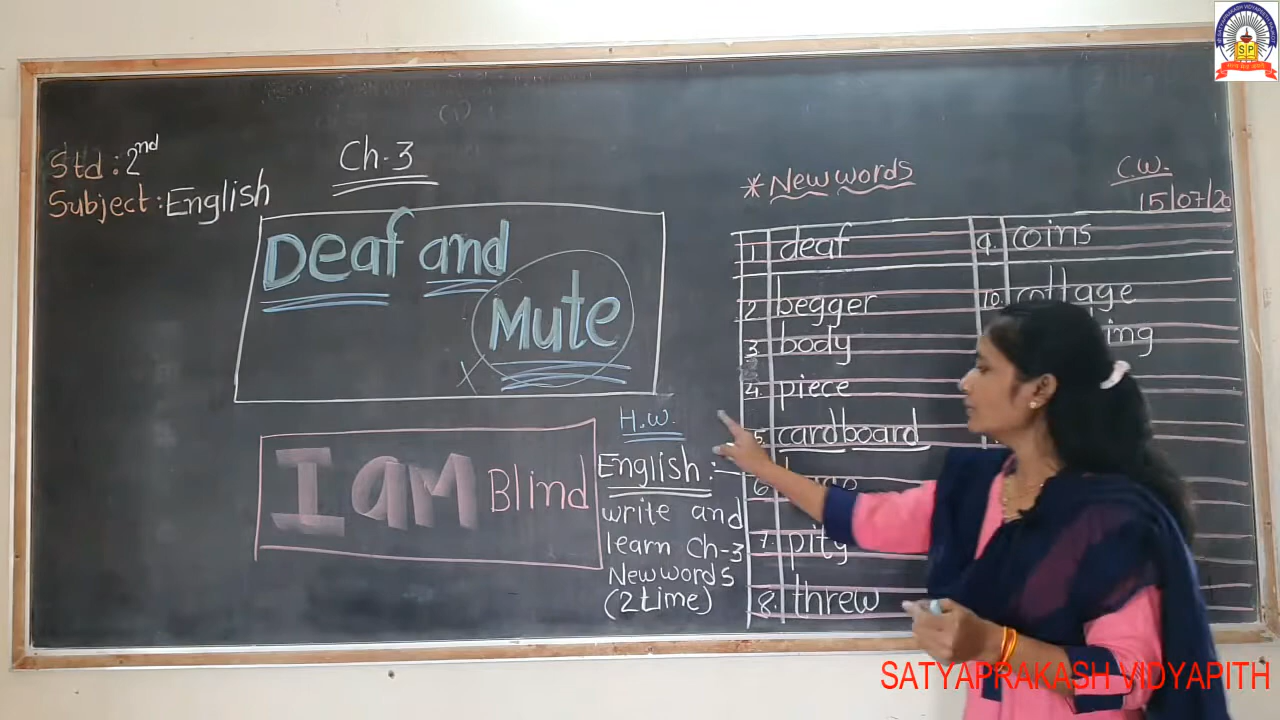 Std : 2nd
Subject : English
Ch-3
Deaf and
Mute
X
I am Blind
H.W.
English :-
write and
learn Ch-3
New words
(2 time)
* New words
C.W.
15/07/20
1. deaf
2. begger
3. body
4. piece
5. cardboard
6.
7. pity
8. threw
9. coins
10. cottage
SP
SATYAPRAKASH VIDYAPITH